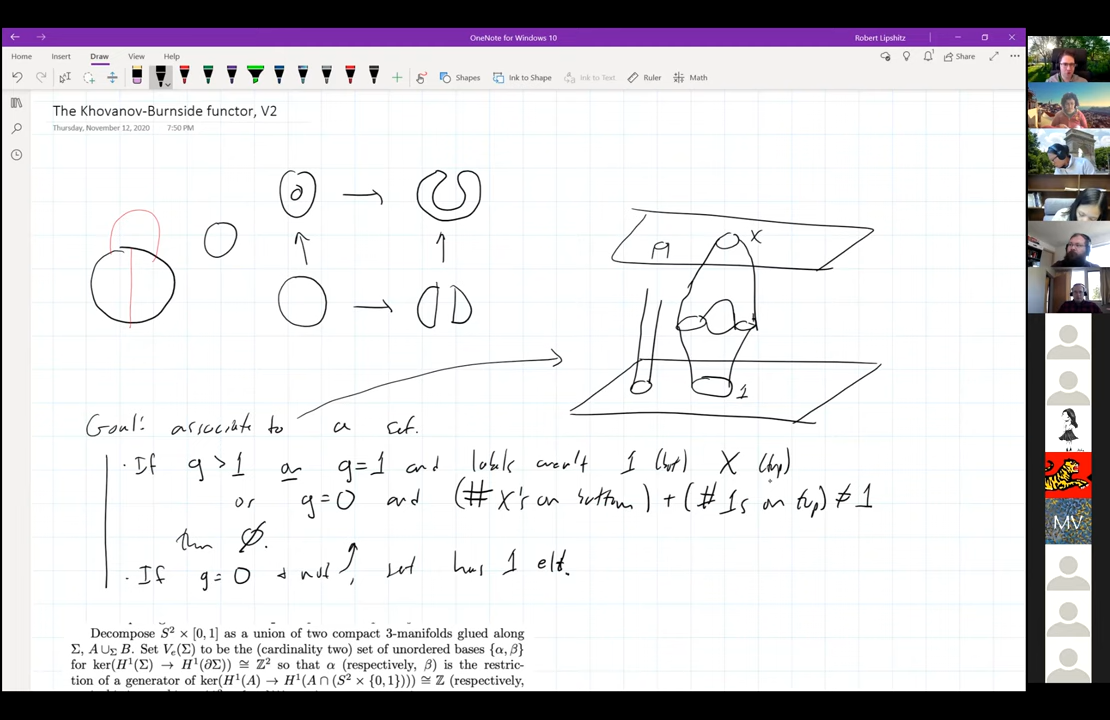 OneNote for Windows 10
Robert Lipshitz
Home Insert Draw View Help
Share
Shapes Ink to Shape Ink to Text Ruler Math
The Khovanov-Burnside functor, V2
Thursday, November 12, 2020 7:50 PM
A X
1
Goal: associate to a set.
· If g > 1 or g=1 and labels aren't 1 (bot) X (top)
or g=0 and (# X's on bottom) + (# 1s on top) ≠ 1
then ∅.
· If g=0 + not ↑, set has 1 elt.
Decompose S² × [0, 1] as a union of two compact 3-manifolds glued along
Σ, A ∪_Σ B. Set V_e(Σ) to be the (cardinality two) set of unordered bases {α, β}
for ker(H¹(Σ) → H¹(∂Σ)) ≅ Z² so that α (respectively, β) is the restric-
tion of a generator of ker(H¹(A) → H¹(A ∩ (S² × {0, 1}))) ≅ Z (respectively,
MV